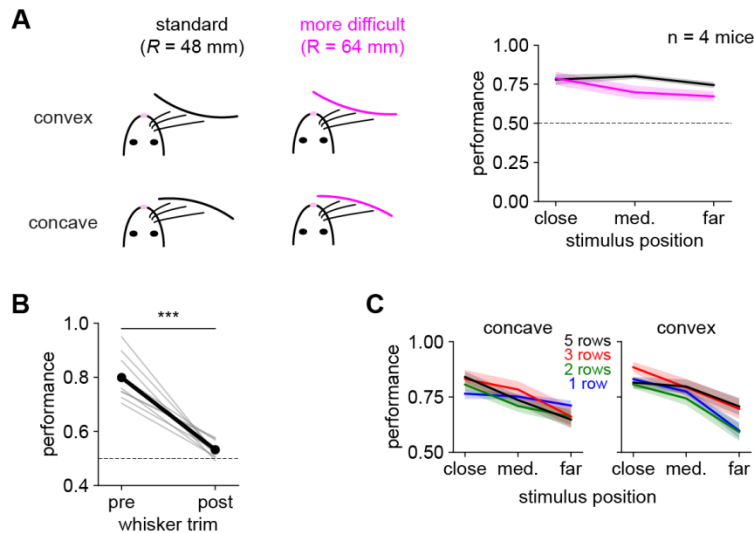 A
standard
(R = 48 mm)
more difficult
(R = 64 mm)
convex
concave
n = 4 mice
1.00
0.75
0.50
0.25
0.00
performance
close
med.
far
stimulus position
B
***
1.0
0.8
0.6
0.4
performance
pre
post
whisker trim
C
concave
convex
5 rows
3 rows
2 rows
1 row
1.00
0.75
0.50
performance
close
med.
far
close
med.
far
stimulus position